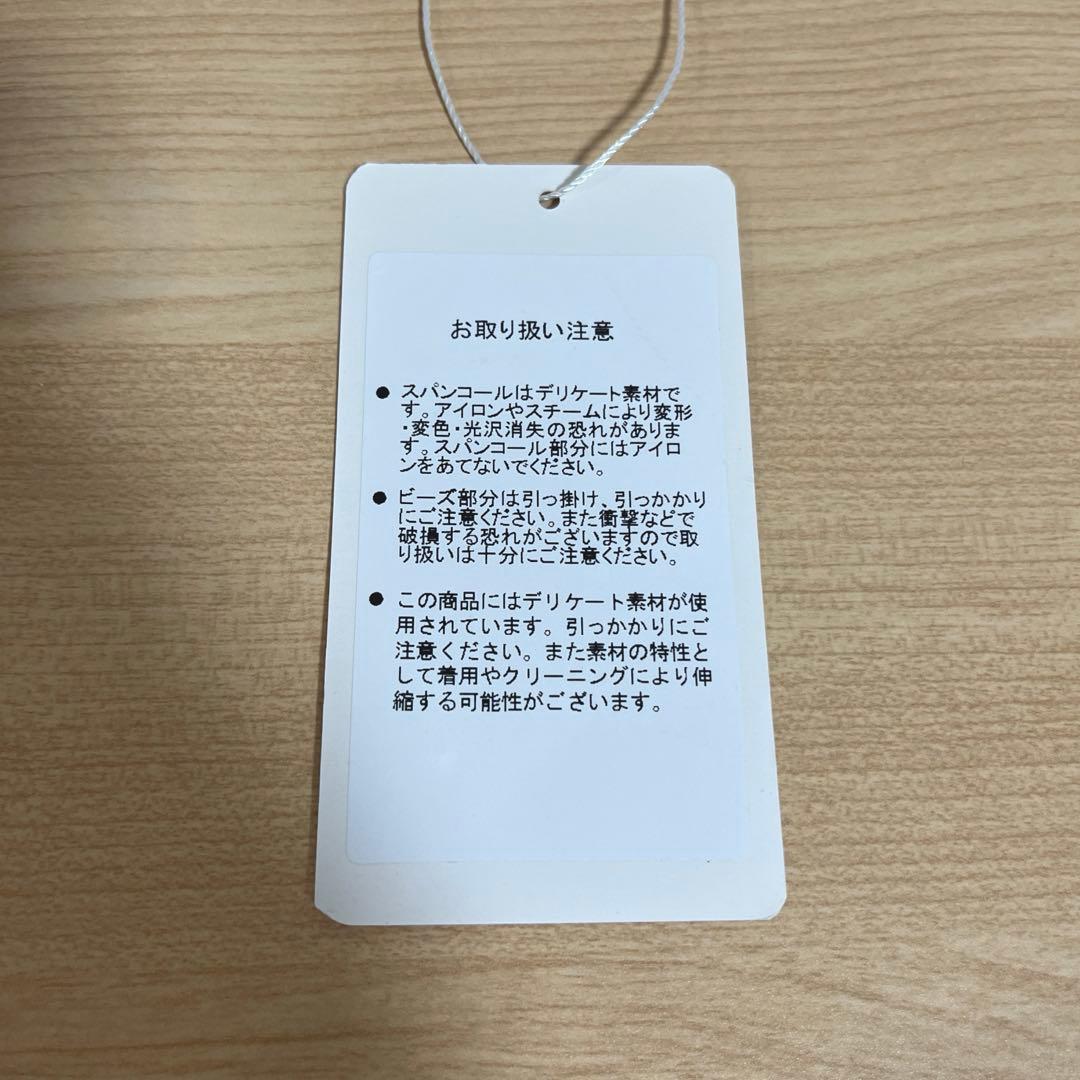 お取り扱い注意
● スパンコールはデリケート素材で
す。アイロンやスチームにより変形
・変色・光沢消失の恐れがありま
す。スパンコール部分にはアイロ
ンをあてないでください。
● ビーズ部分は引っ掛け、引っかかり
にご注意ください。また衝撃などで
破損する恐れがございますので取
り扱いは十分にご注意ください。
● この商品にはデリケート素材が使
用されています。引っかかりにご
注意ください。また素材の特性と
して着用やクリーニングにより伸
縮する可能性がございます。